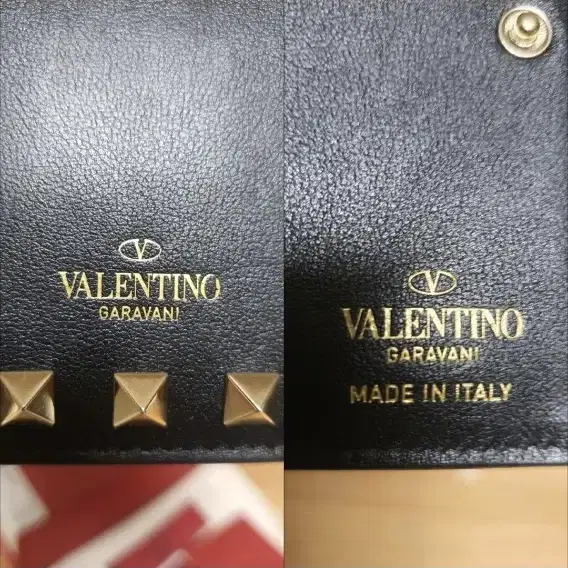 V
VALENTINO
GARAVANI
V
VALENTINO
GARAVANI
MADE IN ITALY